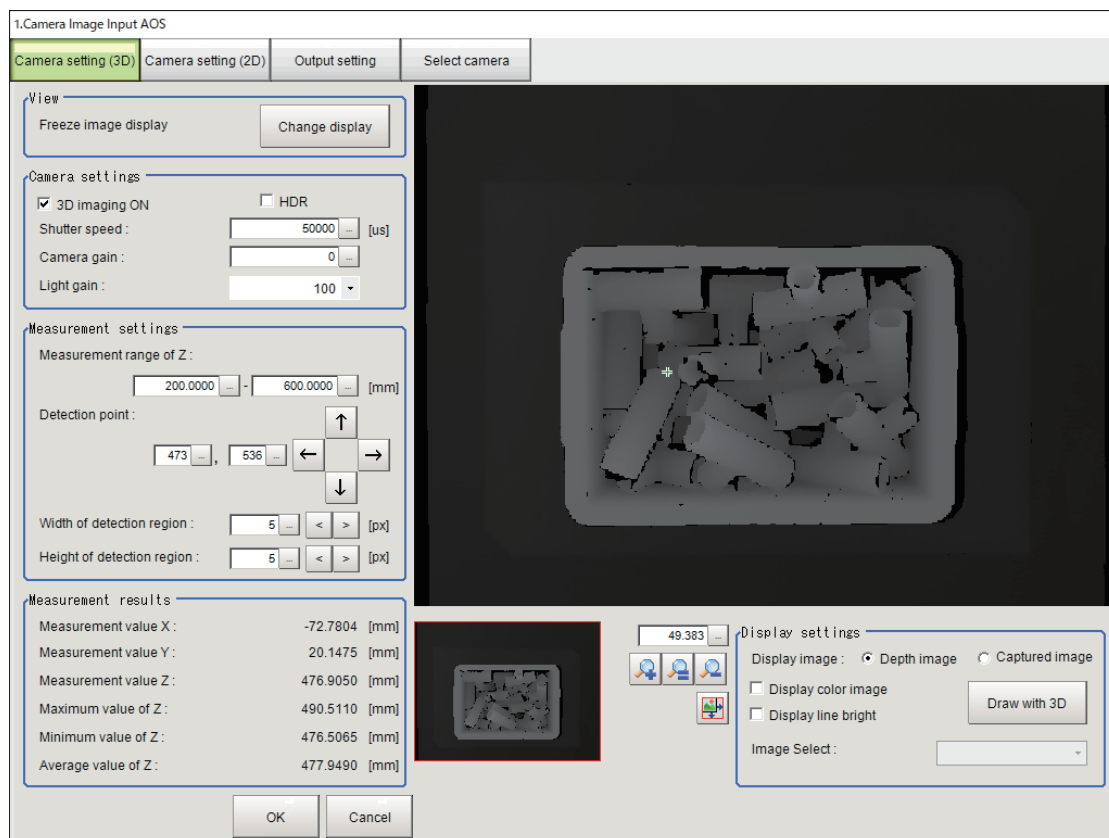 1.Camera Image Input AOS
Camera setting (3D) Camera setting (2D) Output setting Select camera
View
Freeze image display Change display
Camera settings
3D imaging ON HDR
Shutter speed : 50000 ... [us]
Camera gain : 0 ...
Light gain : 100
Measurement settings
Measurement range of Z :
200.0000 ... - 600.0000 ... [mm]
Detection point :
473 ... , 536 ... ← ↑ → ↓
Width of detection region : 5 ... < > [px]
Height of detection region : 5 ... < > [px]
Measurement results
Measurement value X : -72.7804 [mm]
Measurement value Y : 20.1475 [mm]
Measurement value Z : 476.9050 [mm]
Maximum value of Z : 490.5110 [mm]
Minimum value of Z : 476.5065 [mm]
Average value of Z : 477.9490 [mm]
OK Cancel
49.383 ...
Display settings
Display image : Depth image Captured image
Display color image
Display line bright
Draw with 3D
Image Select :